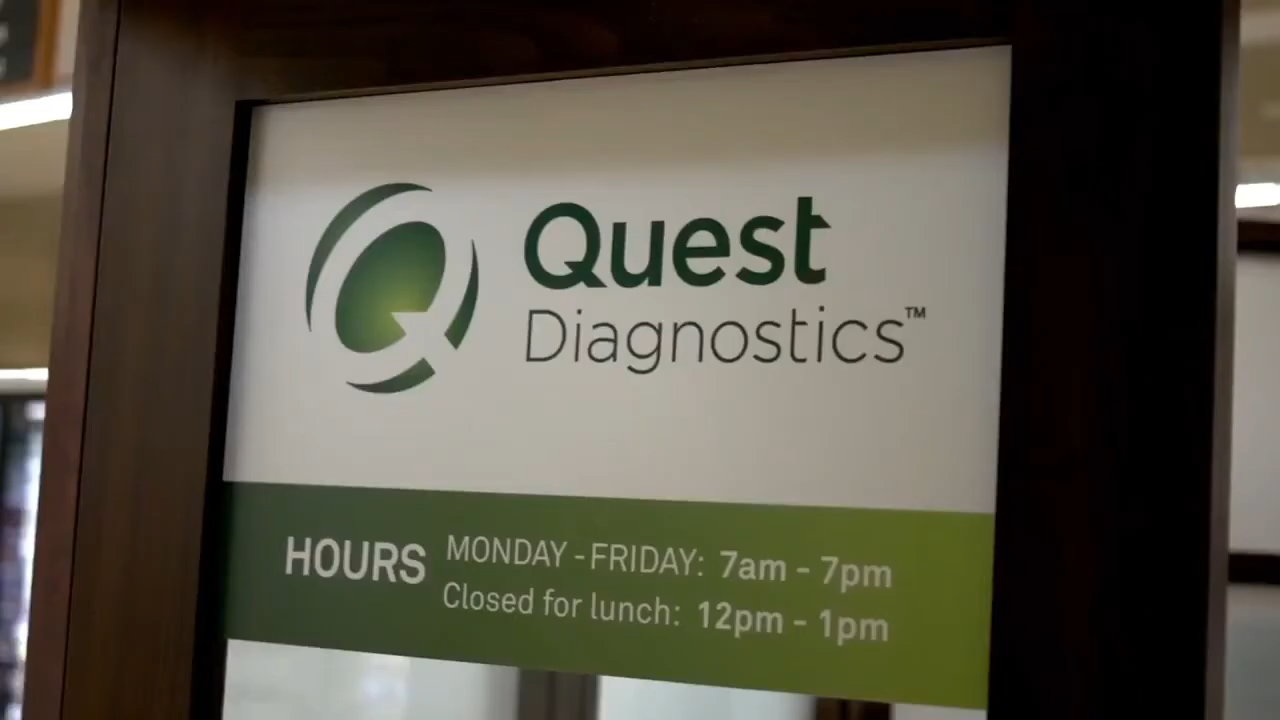 Quest
Diagnostics™
HOURS MONDAY - FRIDAY: 7am - 7pm
Closed for lunch: 12pm - 1pm